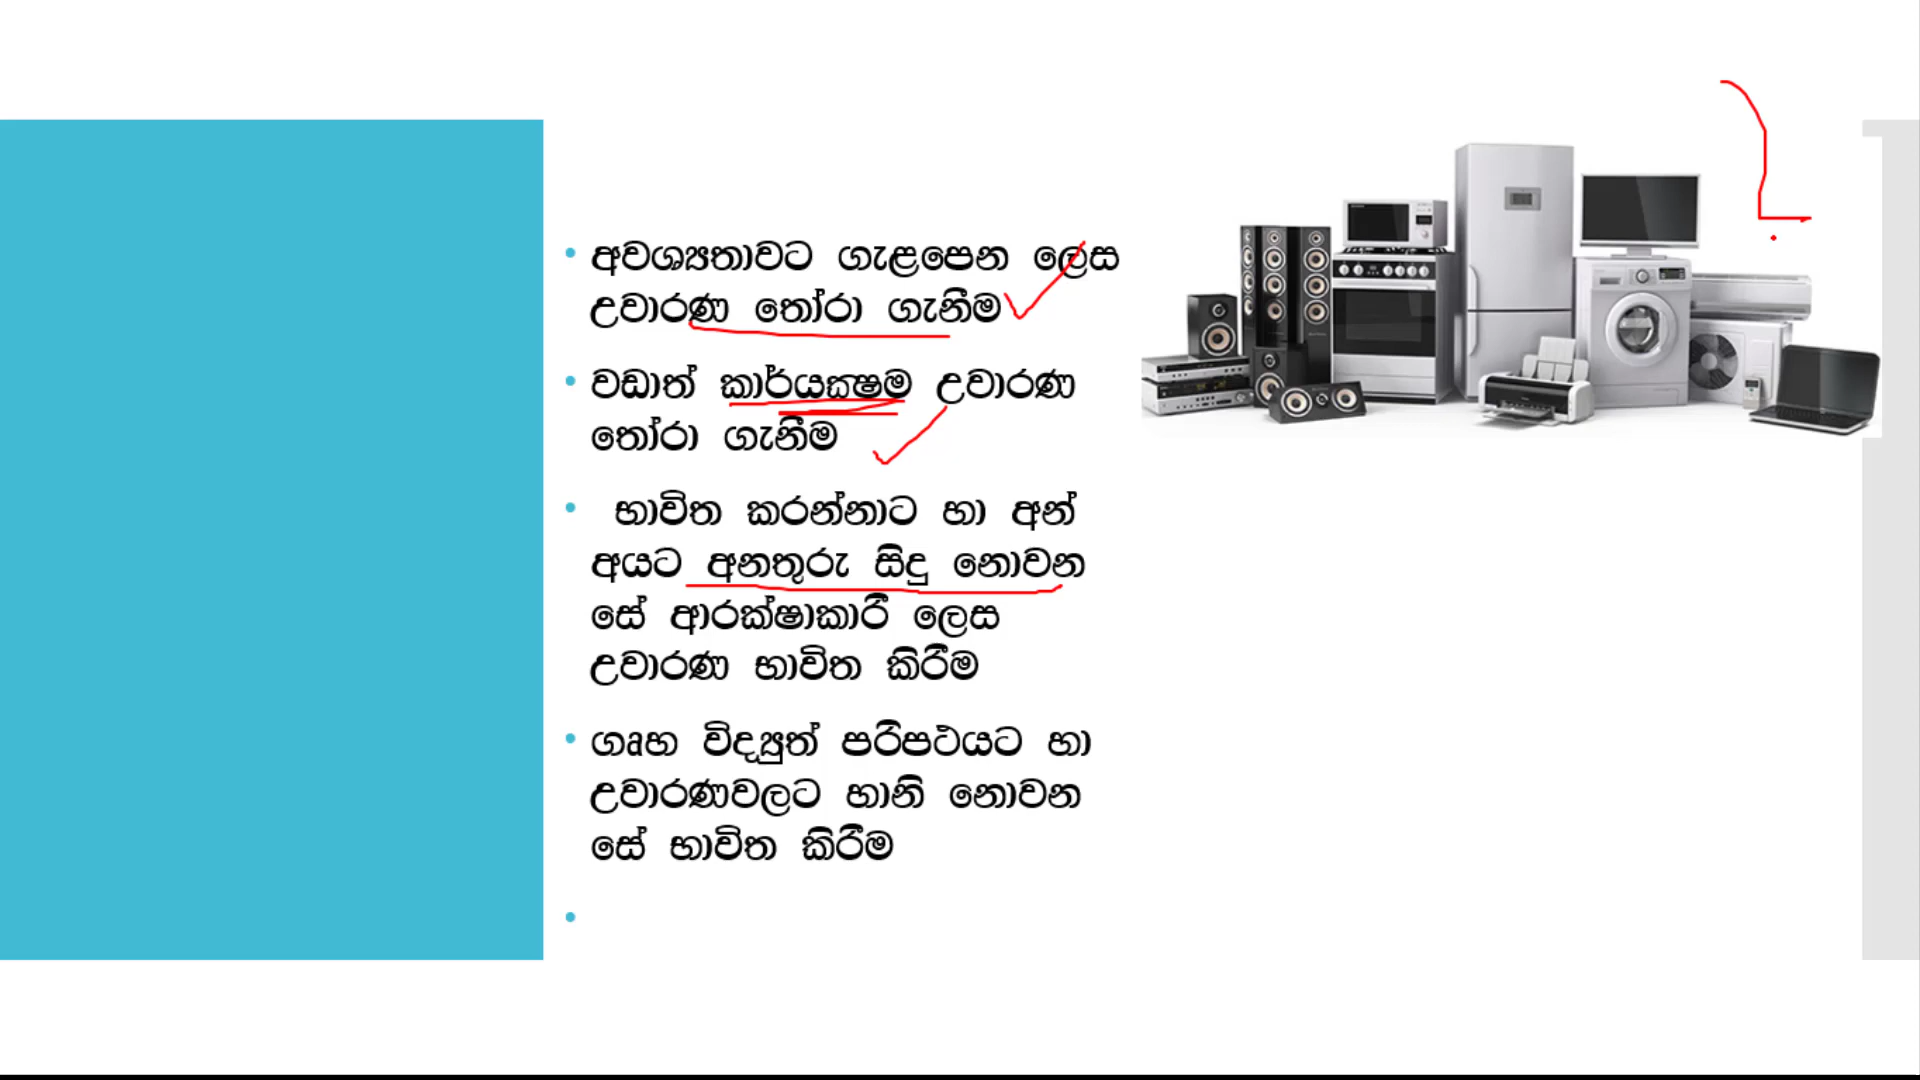 අවශ්‍යතාවට ගැළපෙන ලෙස
උවාරණ තෝරා ගැනීම
වඩාත් කාර්යක්ෂම උවාරණ
තෝරා ගැනීම
භාවිත කරන්නාට හා අන්
අයට අනතුරු සිදු නොවන
සේ ආරක්ෂාකාරී ලෙස
උවාරණ භාවිත කිරීම
ගෘහ විද්‍යුත් පරිපථයට හා
උවාරණවලට හානි නොවන
සේ භාවිත කිරීම